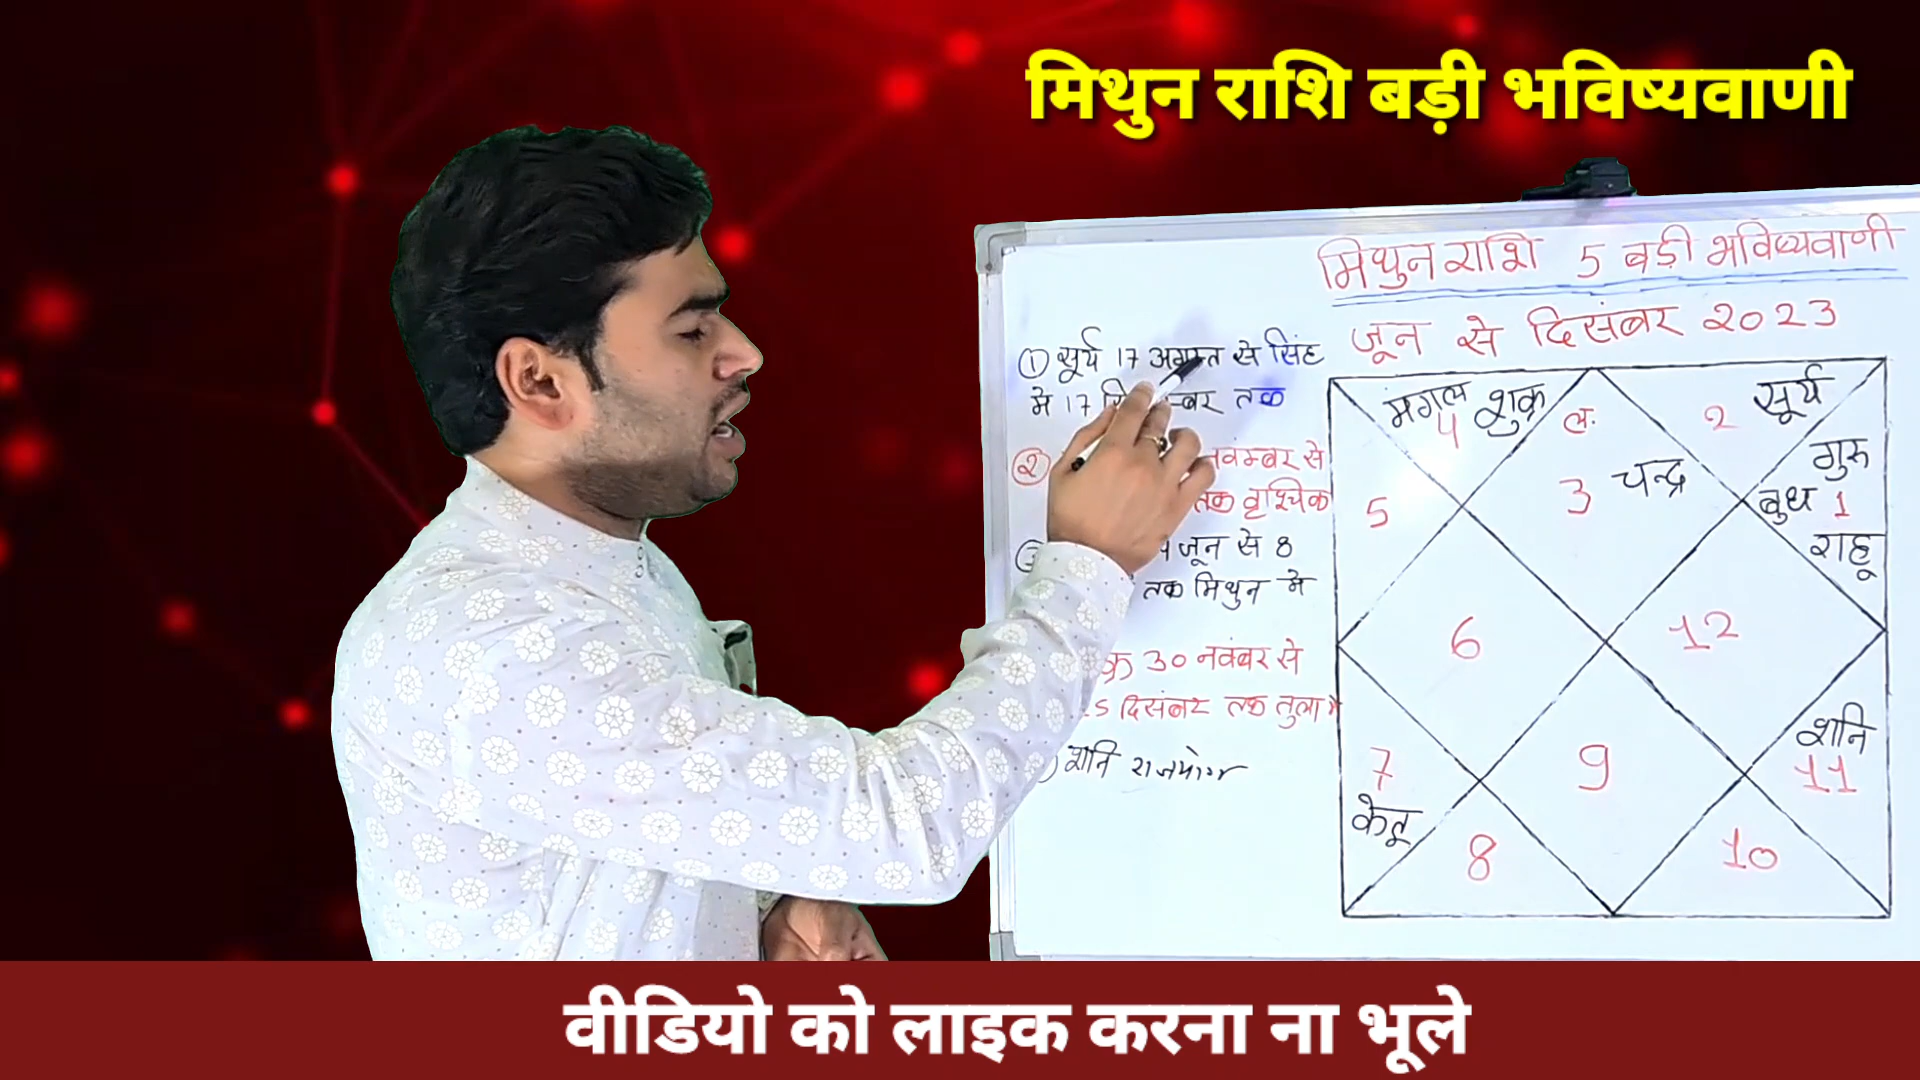 मिथुन राशि बड़ी भविष्यवाणी
मिथुन राशि 5 बड़ी भविष्यवाणी
जून से दिसंबर 2023
① सूर्य 17 अगस्त से सिंह
मे 17 तक
② नवम्बर से
तक वृश्चिक
जून से 8
तक मिथुन मे
30 नवंबर से
दिसंबर तक तुला मे
शनि राजयोग
मंगल शुक्र
4
ल.
2 सूर्य
3 चन्द्र
गुरु
बुध 1
राहू
5
6
12
7
केतू
9
शनि
11
8
10
वीडियो को लाइक करना ना भूले